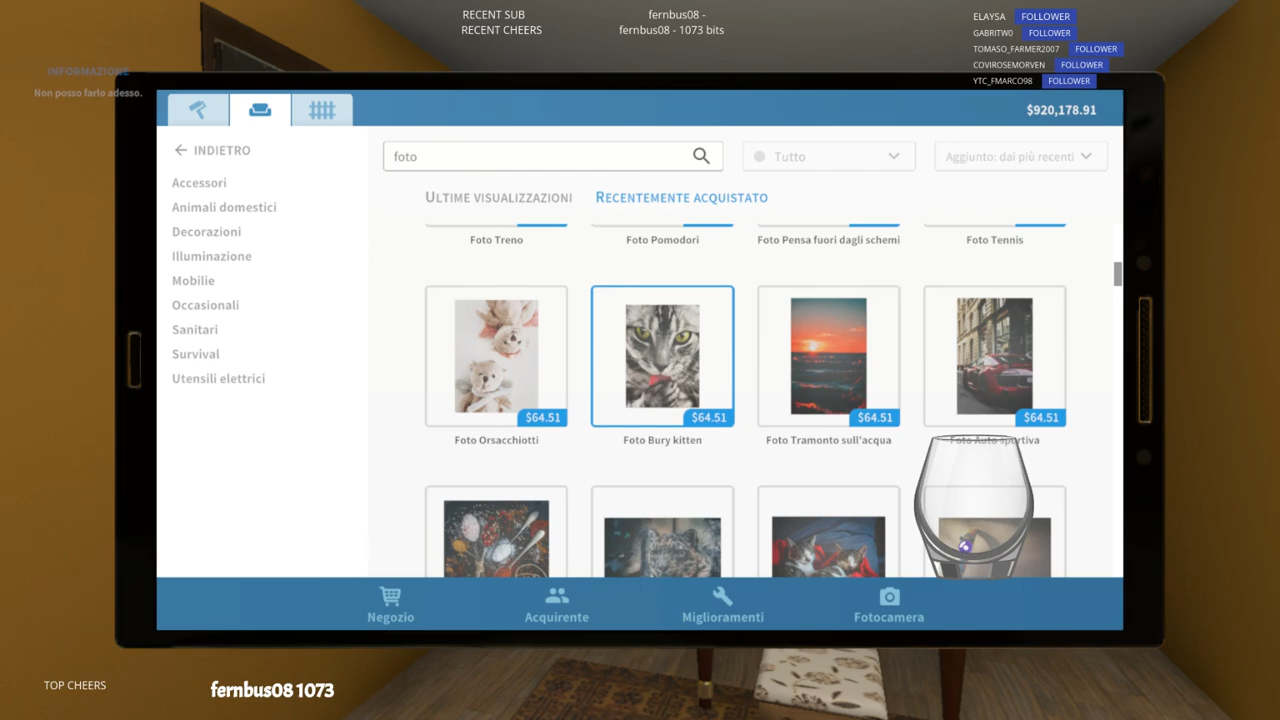 RECENT SUB
fernbus08 -
RECENT CHEERS
fernbus08 - 1073 bits
ELAYSA FOLLOWER
GABRITW0 FOLLOWER
TOMASO_FARMER2007 FOLLOWER
COVIROSEMORVEN FOLLOWER
YTC_FMARCO98 FOLLOWER
INFORMAZIONE
Non posso farlo adesso.
$920,178.91
INDIETRO
Accessori
Animali domestici
Decorazioni
Illuminazione
Mobilie
Occasionali
Sanitari
Survival
Utensili elettrici
foto
Tutto
Aggiunto: dai più recenti
ULTIME VISUALIZZAZIONI
RECENTEMENTE ACQUISTATO
Foto Treno
Foto Pomodori
Foto Pensa fuori dagli schemi
Foto Tennis
$64.51
$64.51
$64.51
$64.51
Foto Orsacchiotti
Foto Bury kitten
Foto Tramonto sull'acqua
Foto Auto sportiva
Negozio
Acquirente
Miglioramenti
Fotocamera
TOP CHEERS
fernbus08 1073